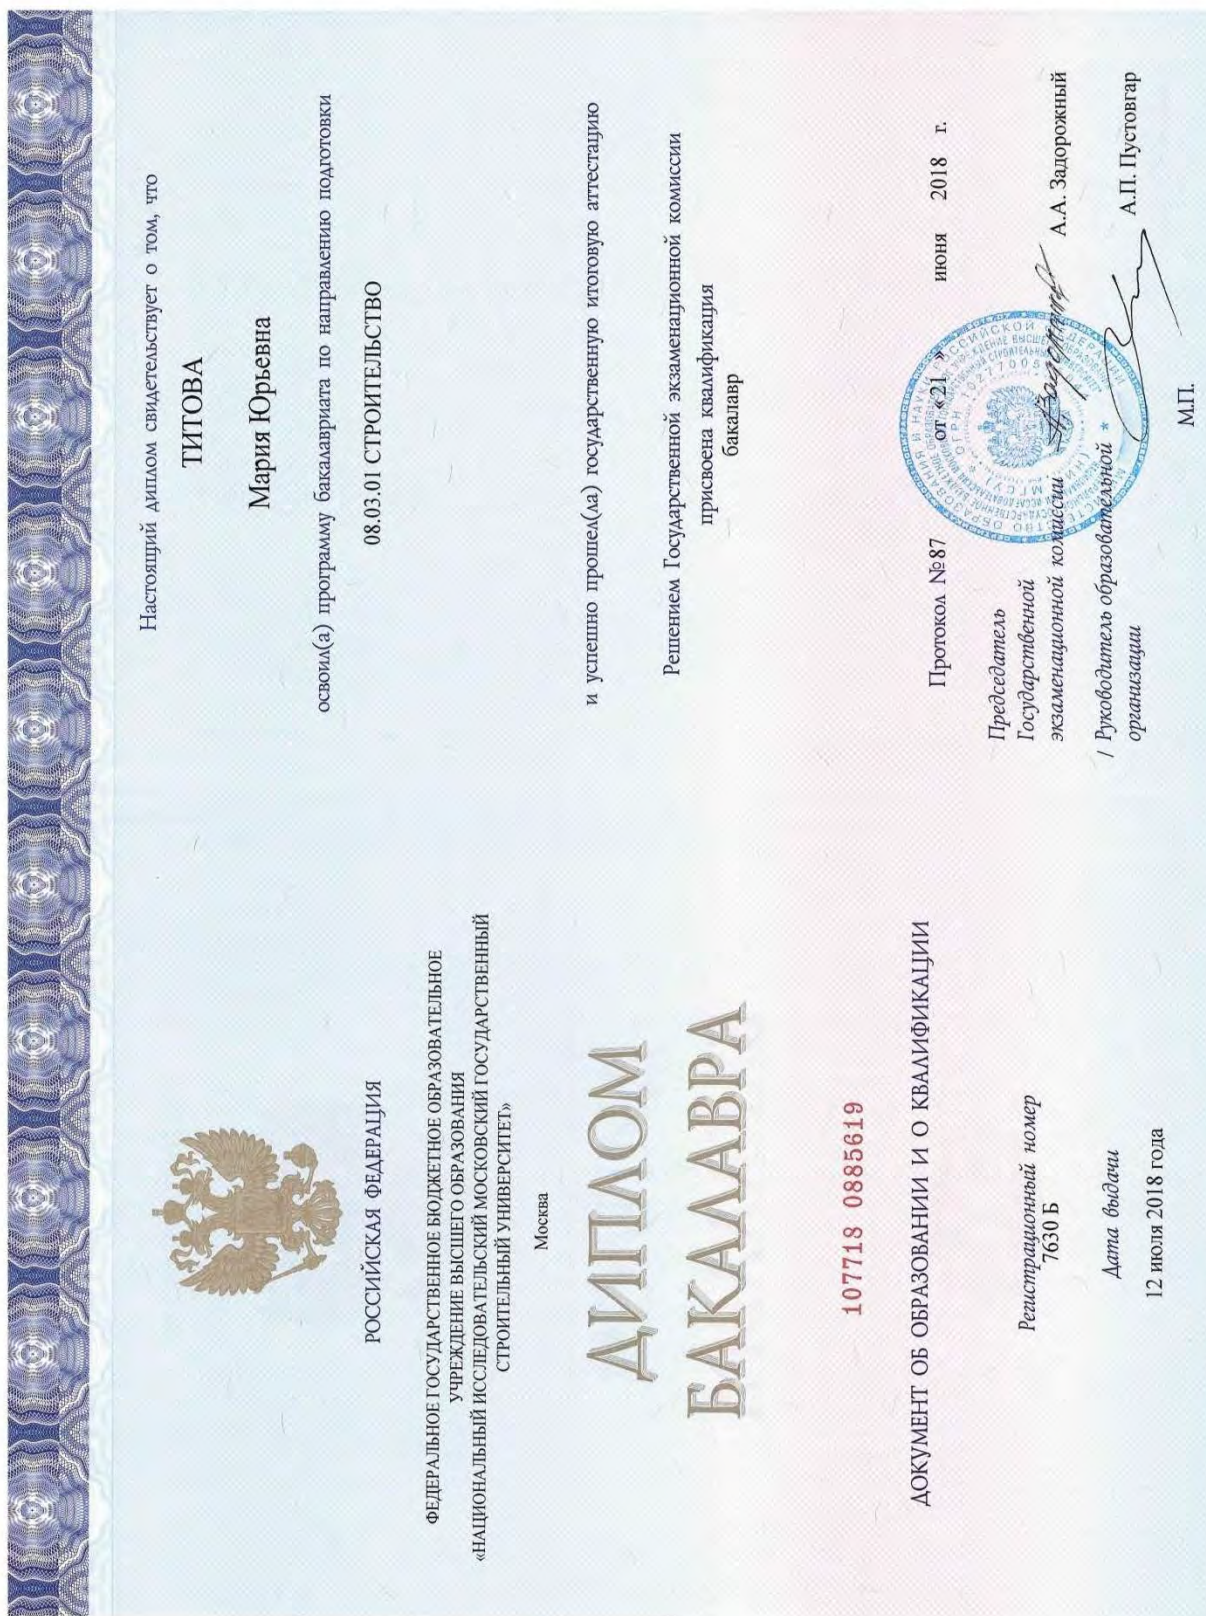 РОССИЙСКАЯ ФЕДЕРАЦИЯ
ФЕДЕРАЛЬНОЕ ГОСУДАРСТВЕННОЕ БЮДЖЕТНОЕ ОБРАЗОВАТЕЛЬНОЕ
УЧРЕЖДЕНИЕ ВЫСШЕГО ОБРАЗОВАНИЯ
«НАЦИОНАЛЬНЫЙ ИССЛЕДОВАТЕЛЬСКИЙ МОСКОВСКИЙ ГОСУДАРСТВЕННЫЙ
СТРОИТЕЛЬНЫЙ УНИВЕРСИТЕТ»
Москва
ДИПЛОМ
БАКАЛАВРА
107718 0885619
ДОКУМЕНТ ОБ ОБРАЗОВАНИИ И О КВАЛИФИКАЦИИ
Регистрационный номер
7630 Б
Дата выдачи
12 июля 2018 года
Настоящий диплом свидетельствует о том, что
ТИТОВА
Мария Юрьевна
освоил(а) программу бакалавриата по направлению подготовки
08.03.01 СТРОИТЕЛЬСТВО
и успешно прошел(ла) государственную итоговую аттестацию
Решением Государственной экзаменационной комиссии
присвоена квалификация
бакалавр
Протокол №87 от «21» июня 2018 г.
Председатель
Государственной
экзаменационной комиссии А.А. Задорожный
/ Руководитель образовательной
организации А.П. Пустовгар
М.П.